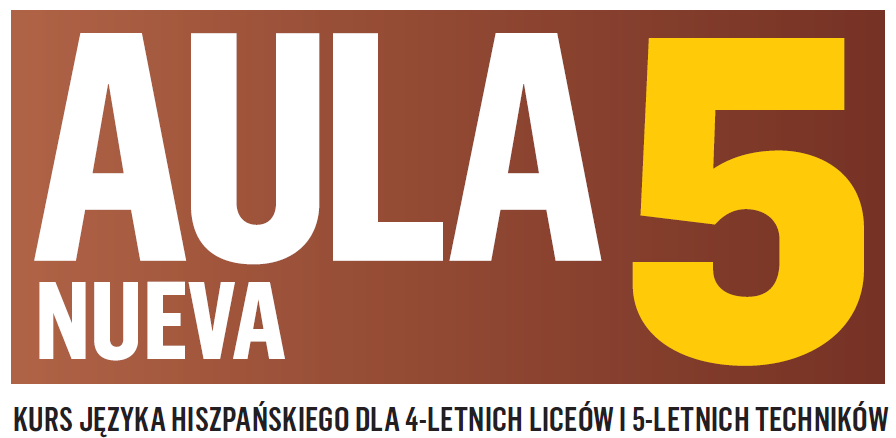 AULA 5
NUEVA
KURS JĘZYKA HISZPAŃSKIEGO DLA 4-LETNICH LICEÓW I 5-LETNICH TECHNIKÓW